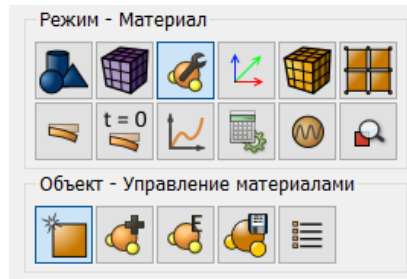 Режим - Материал
t = 0
Объект - Управление материалами
E